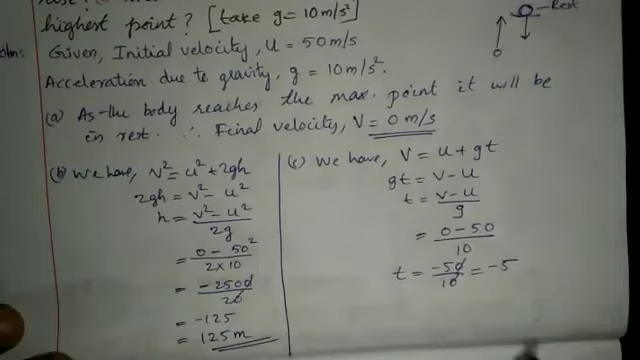 highest point? [take g = 10 m/s²]
Rest
Soln: Given, Initial velocity, u = 50 m/s
Acceleration due to gravity, g = 10 m/s².
(a) As the body reaches the max. point it will be
in rest. ∴ Final velocity, V = 0 m/s
(b) We have, v² = u² + 2gh
2gh = v² - u²
h = (v² - u²)/2g
= (0 - 50²)/(2 × 10)
= -2500/20
= -125
= 125 m
(c) We have, V = u + gt
gt = v - u
t = (v - u)/g
= (0 - 50)/10
t = -50/10 = -5